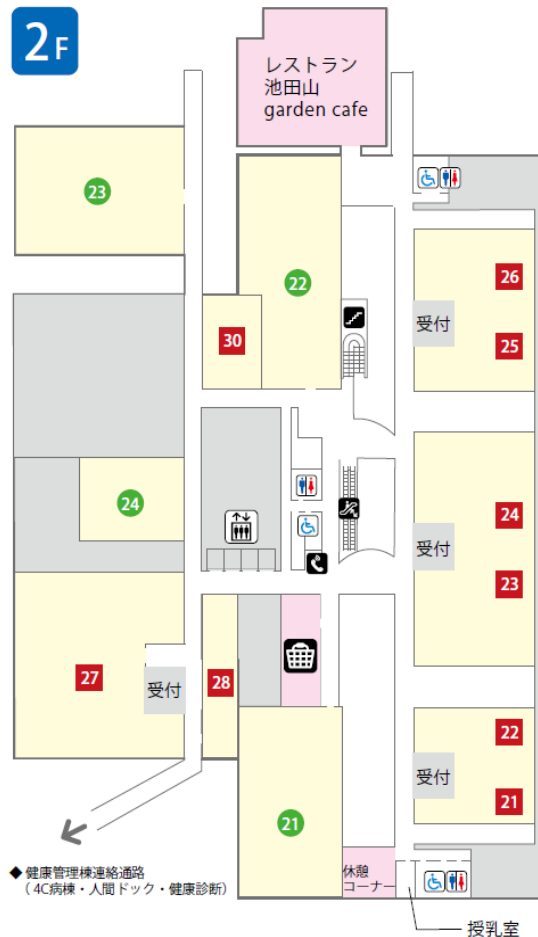 2F
レストラン
池田山
garden cafe
23
22
26
受付
25
30
24
24
受付
23
27
受付
28
22
受付
21
21
◆健康管理棟連絡通路
（4C病棟・人間ドック・健康診断）
休憩
コーナー
授乳室